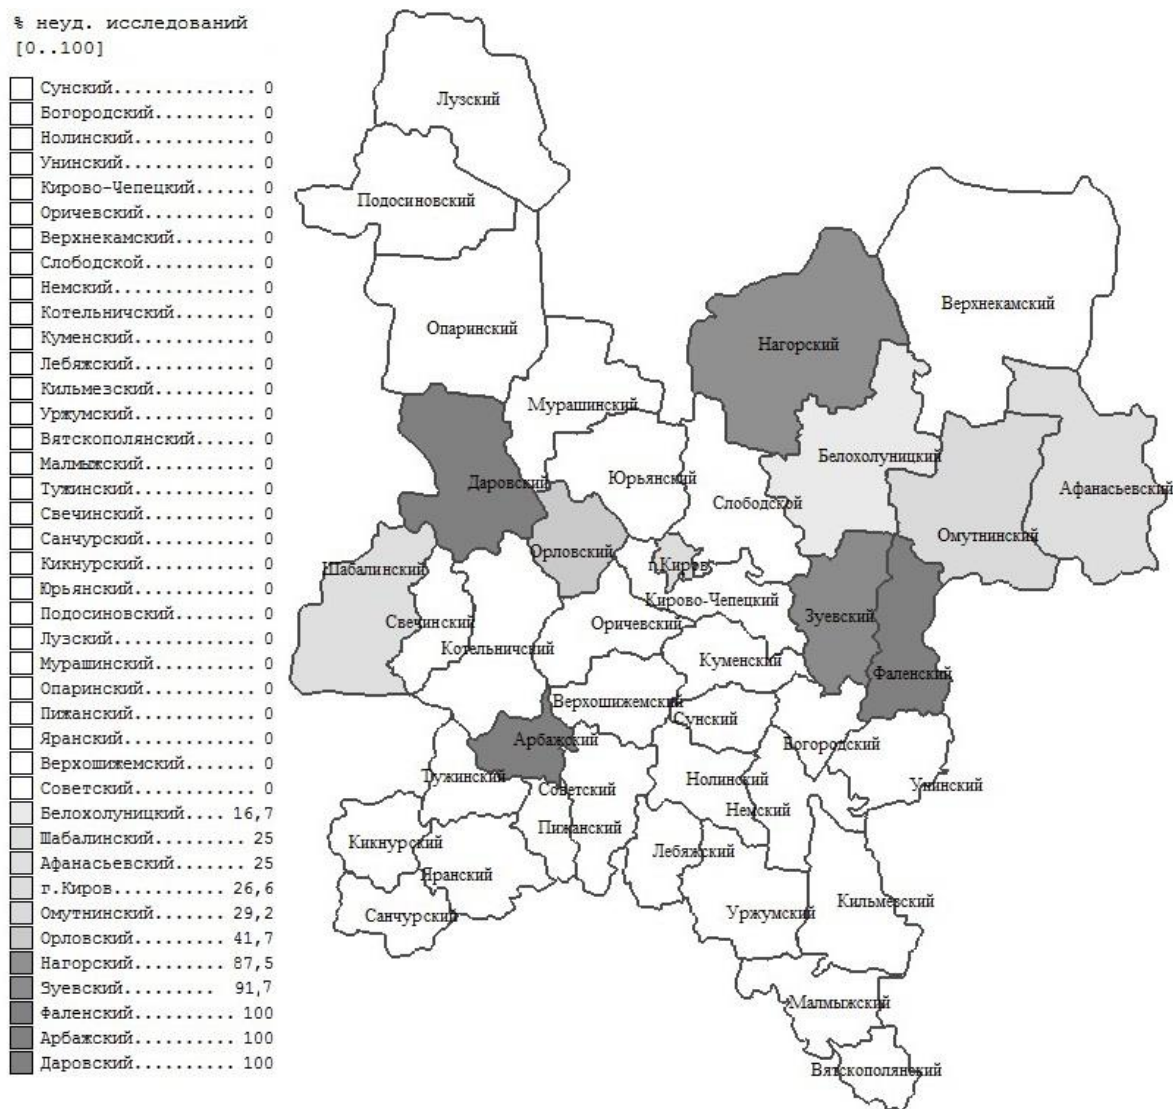 % неуд. исследований
[0..100]
Сунский.............. 0
Богородский.......... 0
Нолинский............ 0
Унинский............. 0
Кирово-Чепецкий...... 0
Оричевский........... 0
Верхнекамский........ 0
Слободской........... 0
Немский.............. 0
Котельничский........ 0
Куменский............ 0
Лебяжский............ 0
Кильмезский.......... 0
Уржумский............ 0
Вятскополянский...... 0
Малмыжский........... 0
Тужинский............ 0
Свечинский........... 0
Санчурский........... 0
Кикнурский........... 0
Юрьянский............ 0
Подосиновский........ 0
Лузский.............. 0
Мурашинский.......... 0
Опаринский........... 0
Пижанский............ 0
Яранский............. 0
Верхошижемский....... 0
Советский............ 0
Белохолуницкий.... 16,7
Шабалинский......... 25
Афанасьевский....... 25
г.Киров........... 26,6
Омутнинский....... 29,2
Орловский......... 41,7
Нагорский......... 87,5
Зуевский.......... 91,7
Фаленский.......... 100
Арбажский.......... 100
Даровский.......... 100
Лузский
Подосиновский
Опаринский
Верхнекамский
Нагорский
Мурашинский
Белохолуницкий
Юрьянский
Даровский
Слободской
Афанасьевский
Омутнинский
Орловский
г.Киров
Шабалинский
Кирово-Чепецкий
Зуевский
Свечинский
Оричевский
Котельничский
Куменский
Фаленский
Верхошижемский
Сунский
Арбажский
Богородский
Тужинский
Советский
Нолинский
Унинский
Немский
Пижанский
Кикнурский
Лебяжский
Яранский
Санчурский
Уржумский
Кильмезский
Малмыжский
Вятскополянский